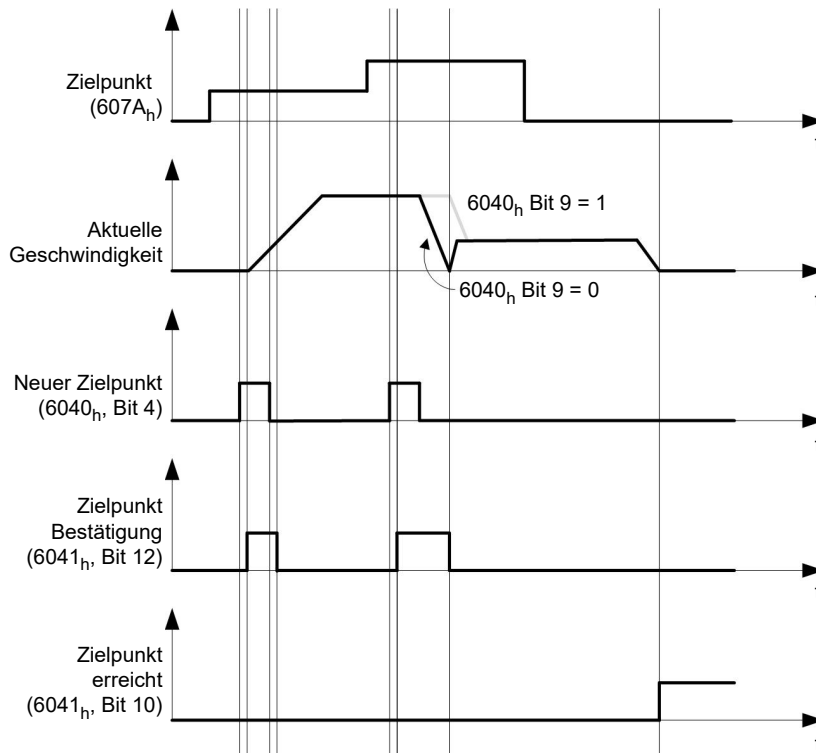 Zielpunkt
(607Ah)
6040h Bit 9 = 1
Aktuelle
Geschwindigkeit
6040h Bit 9 = 0
Neuer Zielpunkt
(6040h, Bit 4)
Zielpunkt
Bestätigung
(6041h, Bit 12)
Zielpunkt
erreicht
(6041h, Bit 10)